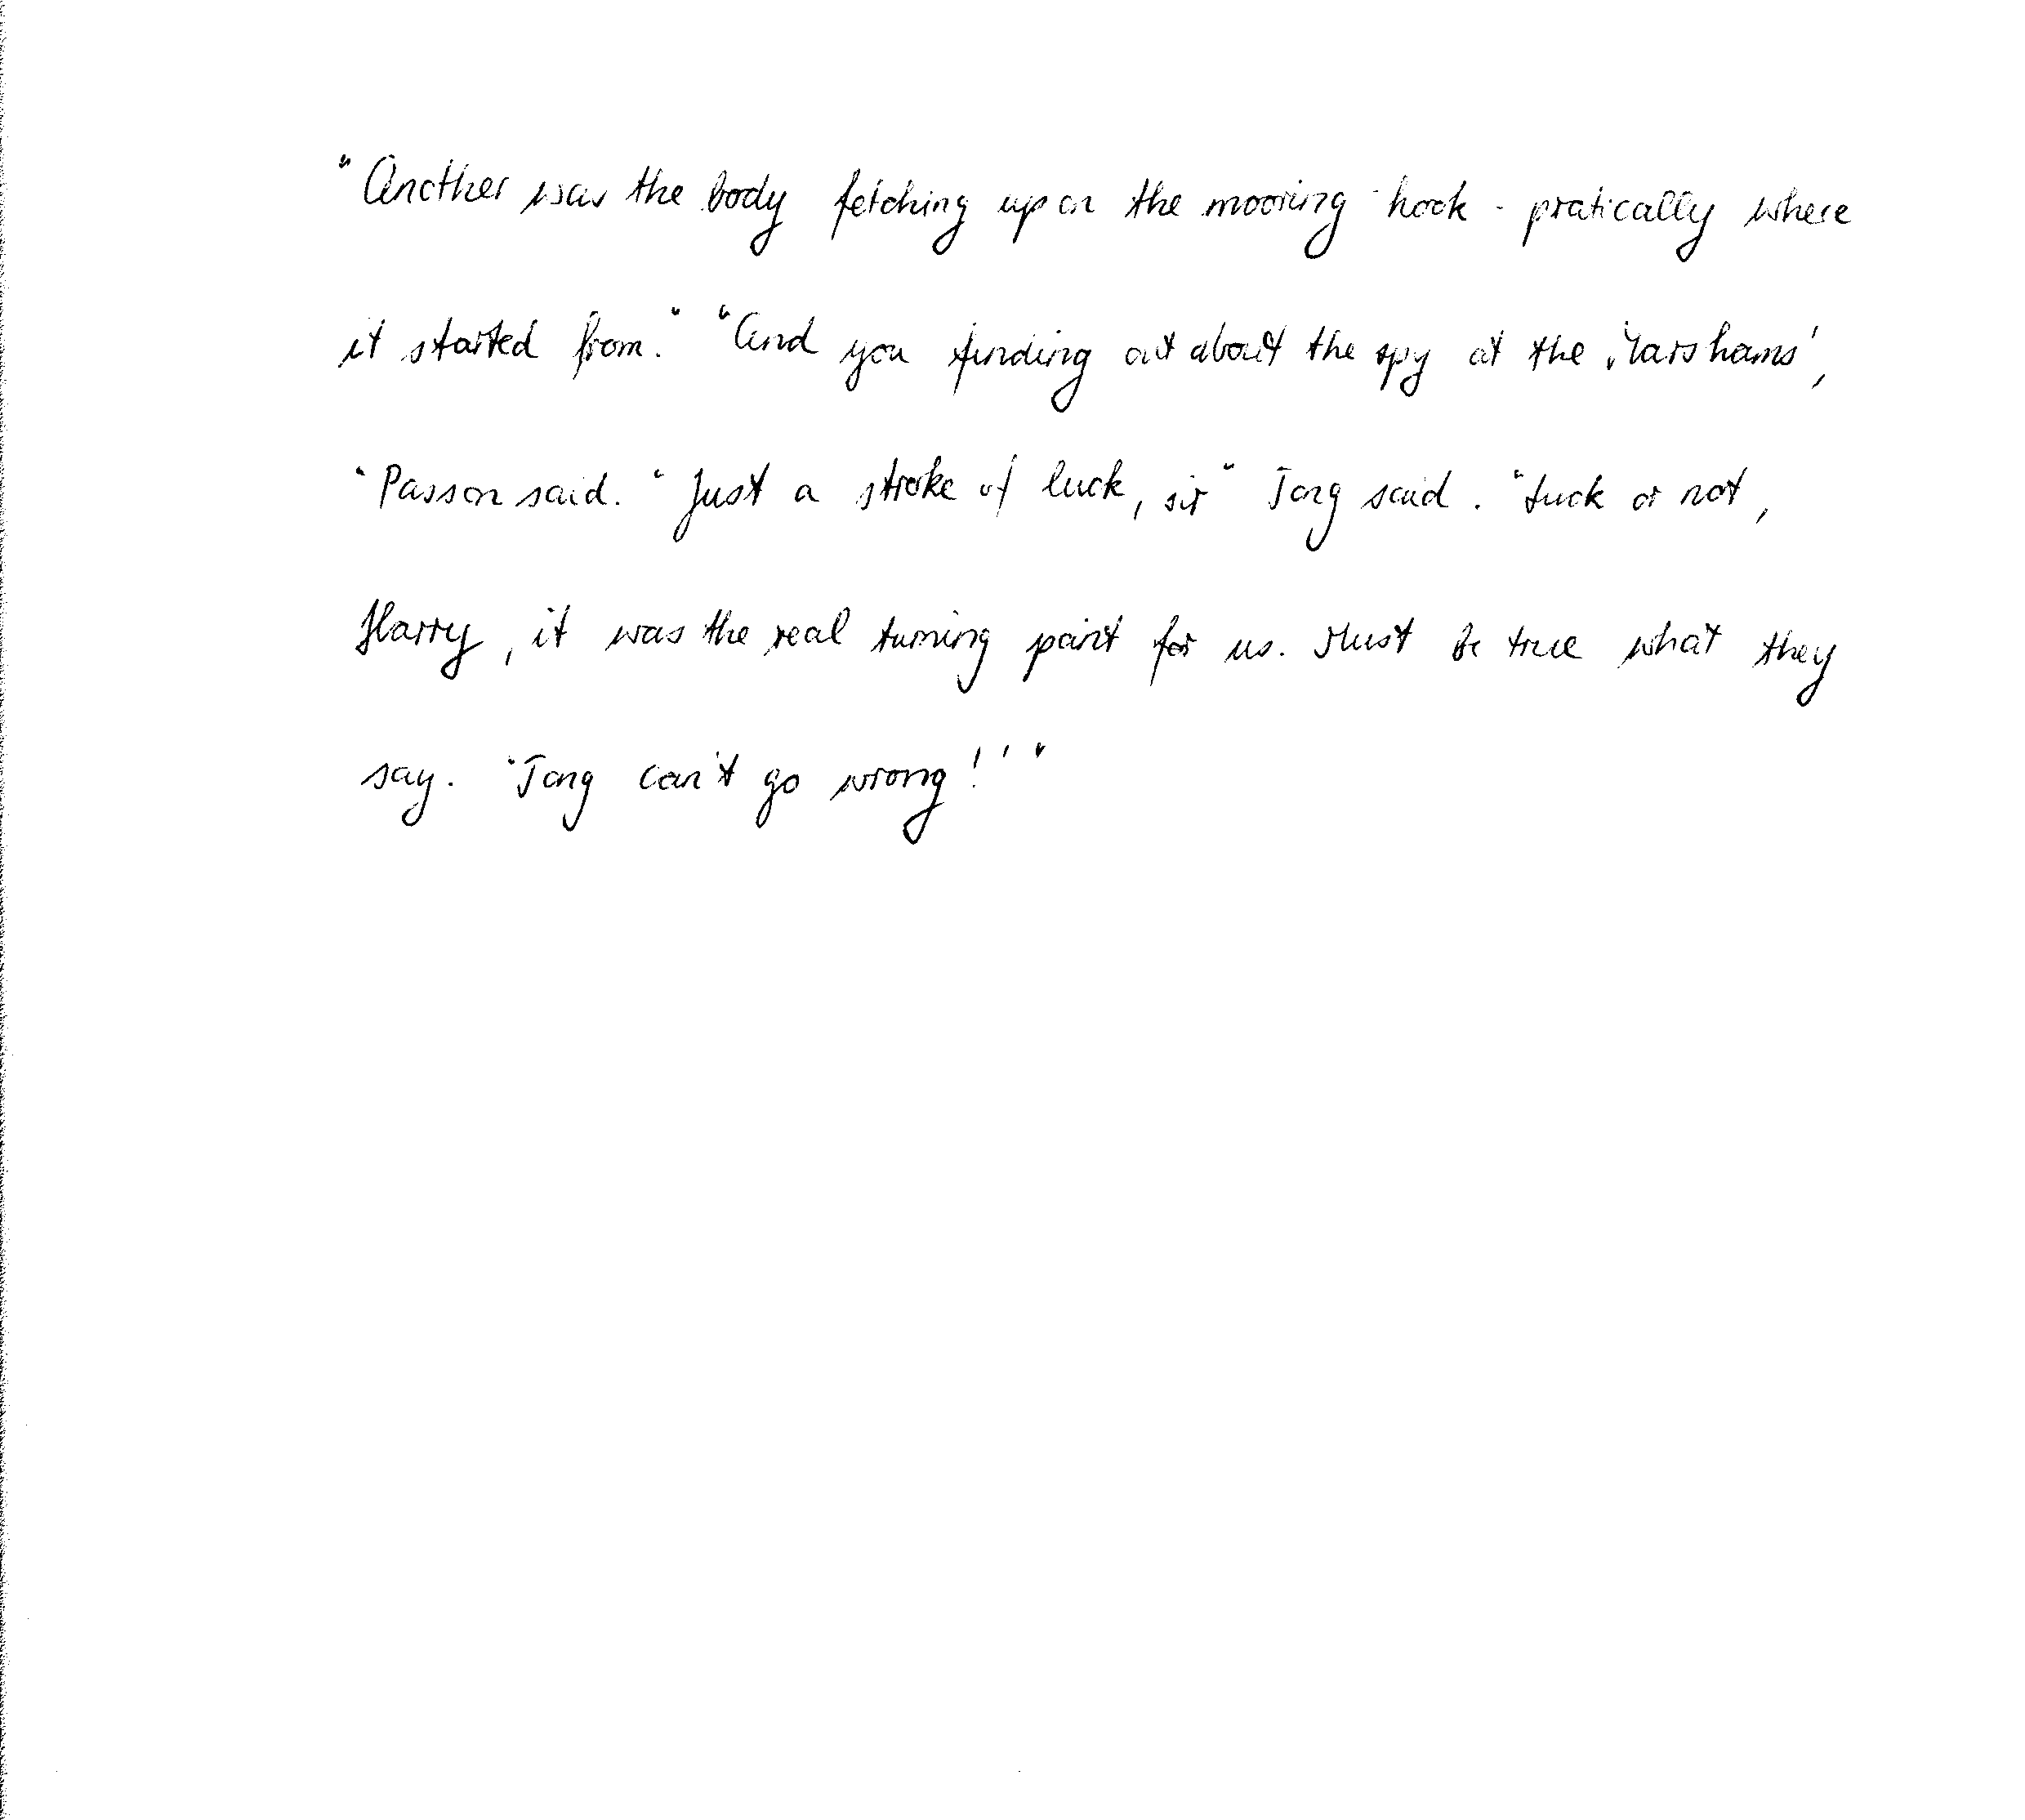 "Another was the body fetching up on the mooring-hook - pratically where
it started from." "And you finding out about the spy at the Marshams',
"Passon said. "Just a stroke of luck, sir" Tong said. "Luck or not,
Harry, it was the real turning point for us. Must be true what they
say. 'Tong can't go wrong!'"